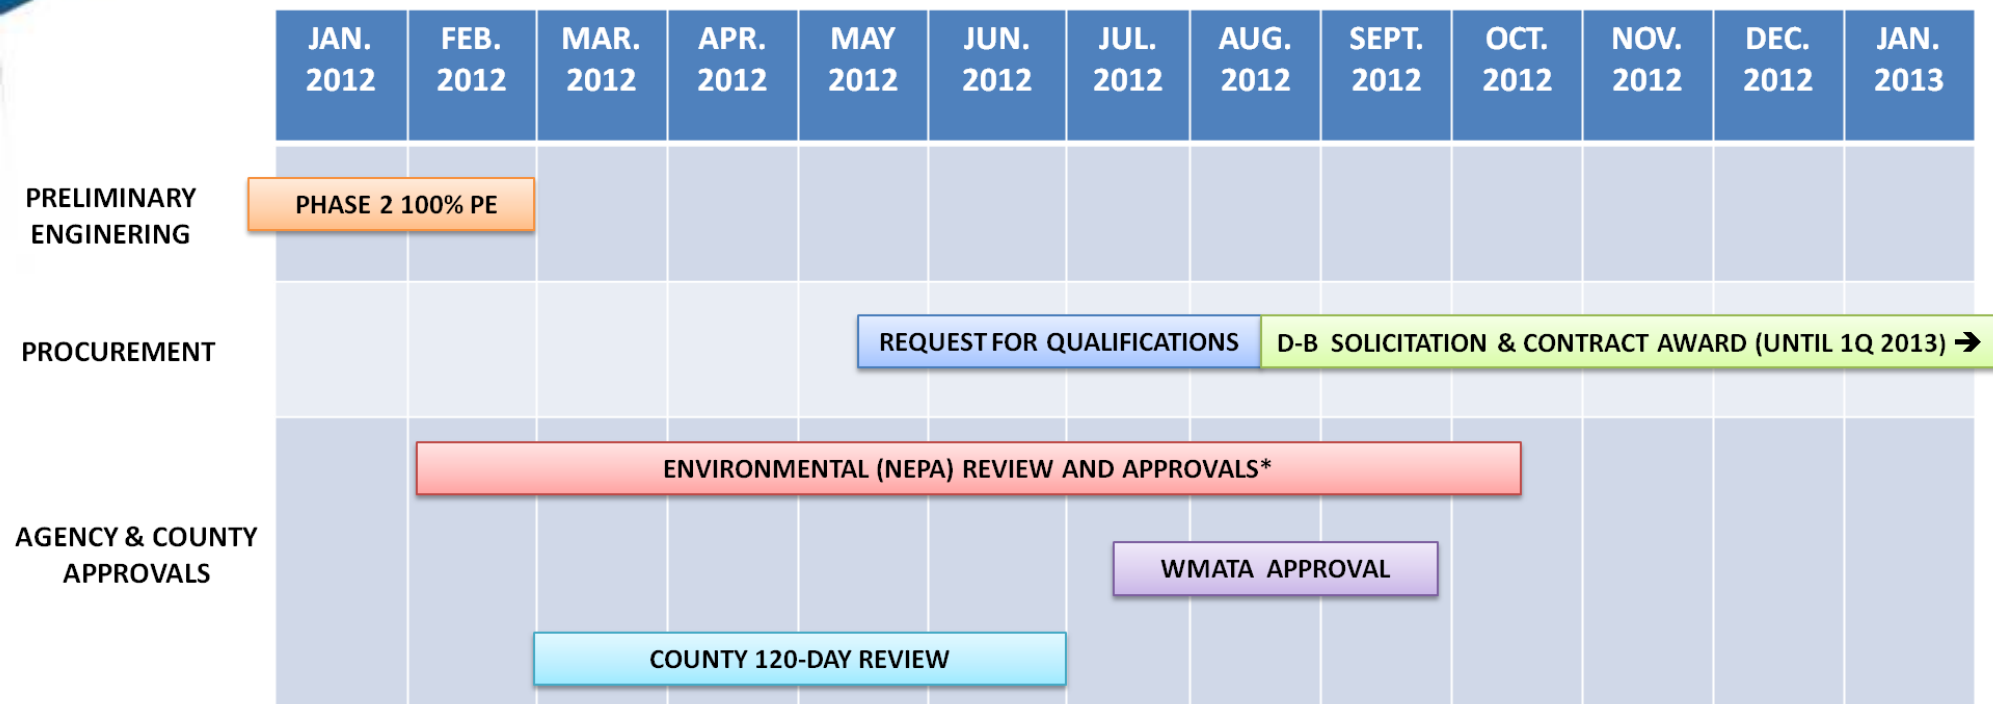 JAN. 2012
FEB. 2012
MAR. 2012
APR. 2012
MAY 2012
JUN. 2012
JUL. 2012
AUG. 2012
SEPT. 2012
OCT. 2012
NOV. 2012
DEC. 2012
JAN. 2013
PRELIMINARY
ENGINERING
PHASE 2 100% PE
PROCUREMENT
REQUEST FOR QUALIFICATIONS
D-B SOLICITATION & CONTRACT AWARD (UNTIL 1Q 2013) →
AGENCY & COUNTY
APPROVALS
ENVIRONMENTAL (NEPA) REVIEW AND APPROVALS*
WMATA APPROVAL
COUNTY 120-DAY REVIEW